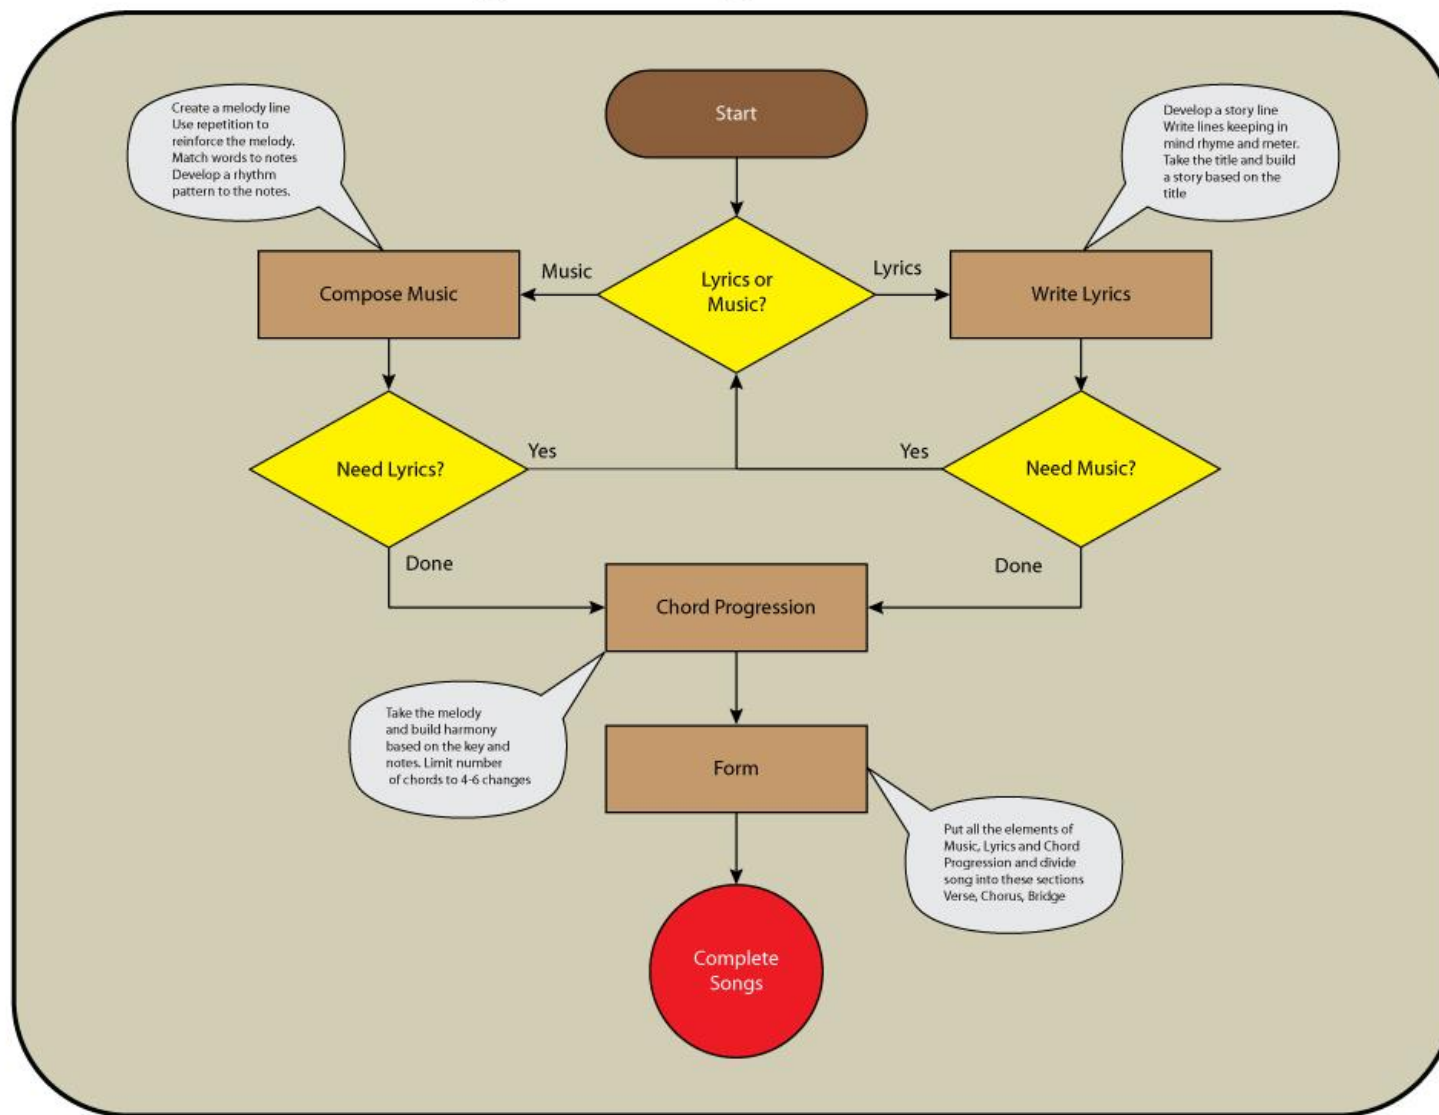 Start
Create a melody line
Use repetition to
reinforce the melody.
Match words to notes
Develop a rhythm
pattern to the notes.
Develop a story line
Write lines keeping in
mind rhyme and meter.
Take the title and build
a story based on the
title
Compose Music
Music
Lyrics or
Music?
Lyrics
Write Lyrics
Need Lyrics?
Yes
Yes
Need Music?
Done
Done
Chord Progression
Take the melody
and build harmony
based on the key and
notes. Limit number
of chords to 4-6 changes
Form
Put all the elements of
Music, Lyrics and Chord
Progression and divide
song into these sections
Verse, Chorus, Bridge
Complete
Songs